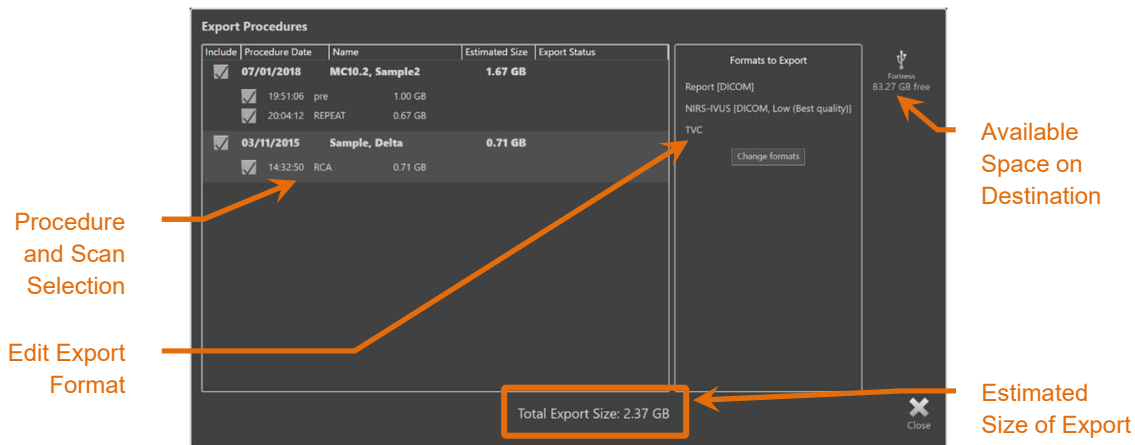 Export Procedures
Include Procedure Date Name Estimated Size Export Status
07/01/2018 MC10.2, Sample2 1.67 GB
19:51:06 pre 1.00 GB
20:04:12 REPEAT 0.67 GB
03/11/2015 Sample, Delta 0.71 GB
14:32:50 RCA 0.71 GB
Formats to Export
Report [DICOM]
NIRS-IVUS [DICOM, Low (Best quality)]
TVC
Change formats
Fortress
83.27 GB free
Total Export Size: 2.37 GB
Close
Procedure
and Scan
Selection
Edit Export
Format
Available
Space on
Destination
Estimated
Size of Export